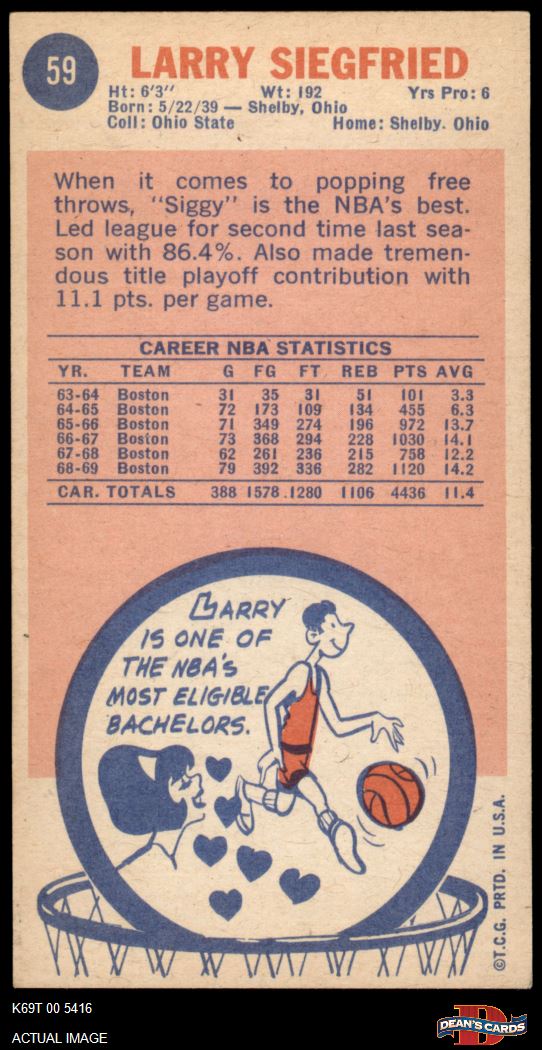 59
LARRY SIEGFRIED
Ht: 6'3" Wt: 192 Yrs Pro: 6
Born: 5/22/39 — Shelby, Ohio
Coll: Ohio State Home: Shelby. Ohio
When it comes to popping free
throws, "Siggy" is the NBA's best.
Led league for second time last sea-
son with 86.4%. Also made tremen-
dous title playoff contribution with
11.1 pts. per game.
CAREER NBA STATISTICS
YR. TEAM G FG FT REB PTS AVG
63-64 Boston 31 35 31 51 101 3.3
64-65 Boston 72 173 109 134 455 6.3
65-66 Boston 71 349 274 196 972 13.7
66-67 Boston 73 368 294 228 1030 14.1
67-68 Boston 62 261 236 215 758 12.2
68-69 Boston 79 392 336 282 1120 14.2
CAR. TOTALS 388 1578 1280 1106 4436 11.4
LARRY
IS ONE OF
THE NBA'S
MOST ELIGIBLE
BACHELORS.
©T.C.G. PRTD. IN U.S.A.
K69T 00 5416
ACTUAL IMAGE
D
DEAN'S CARDS